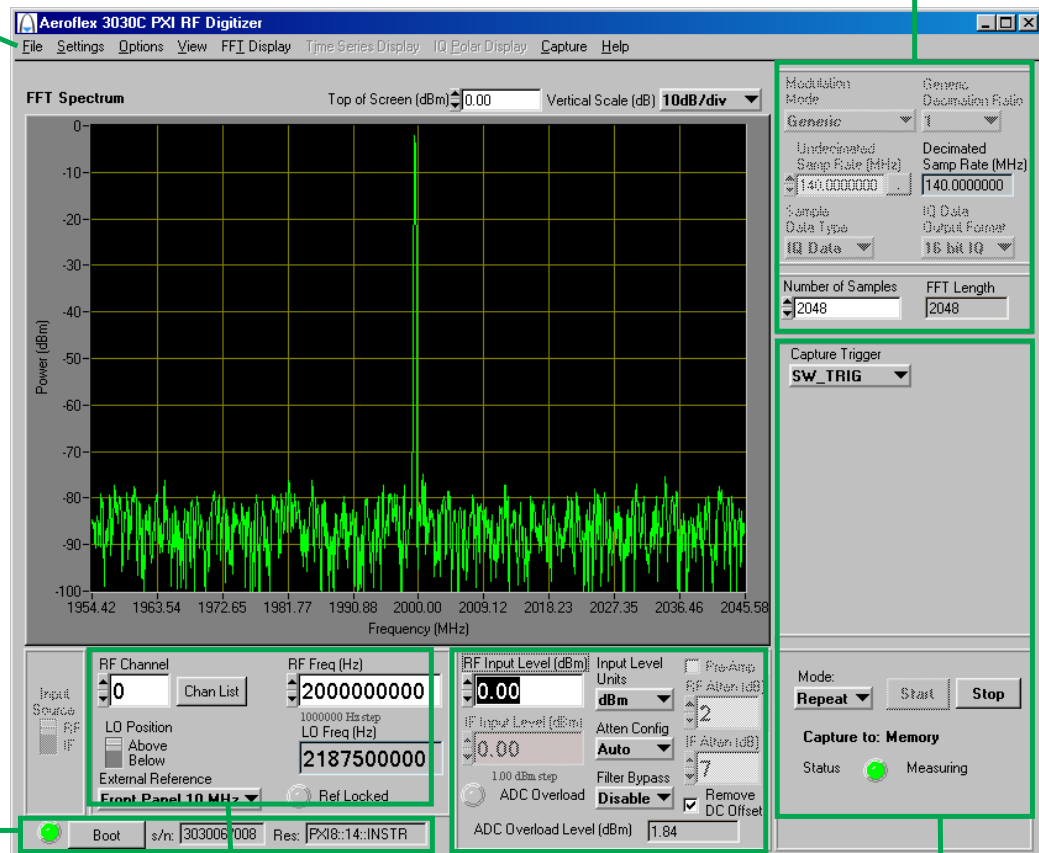 Aeroflex 3030C PXI RF Digitizer
File Settings Options View FFT Display Time Series Display IQ Polar Display Capture Help
FFT Spectrum
Top of Screen (dBm) 0.00
Vertical Scale (dB) 10dB/div
Power (dBm)
0
-10
-20
-30
-40
-50
-60
-70
-80
-90
-100
1954.42 1963.54 1972.65 1981.77 1990.88 2000.00 2009.12 2018.23 2027.35 2036.46 2045.58
Frequency (MHz)
Modulation Mode
Generic
Generic Decimation Ratio
1
Undecimated Samp Rate (MHz)
140.0000000 .
Decimated Samp Rate (MHz)
140.0000000
Sample Data Type
IQ Data
IQ Data Output Format
16 bit IQ
Number of Samples
2048
FFT Length
2048
Capture Trigger
SW_TRIG
Mode:
Repeat
Start
Stop
Capture to: Memory
Status
Measuring
Input Source
RF
IF
RF Channel
0
Chan List
RF Freq (Hz)
2000000000
1000000 Hz step
LO Position
Above
Below
LO Freq (Hz)
2187500000
External Reference
Front Panel 10 MHz
Ref Locked
Boot
s/n:
Res: PXI8::14::INSTR
RF Input Level (dBm)
0.00
IF Input Level (dBm)
0.00
1.00 dBm step
ADC Overload
Input Level Units
dBm
Atten Config
Auto
Filter Bypass
Disable
Pre-Amp
RF Atten (dB)
2
IF Atten (dB)
7
Remove DC Offset
ADC Overload Level (dBm) 1.84